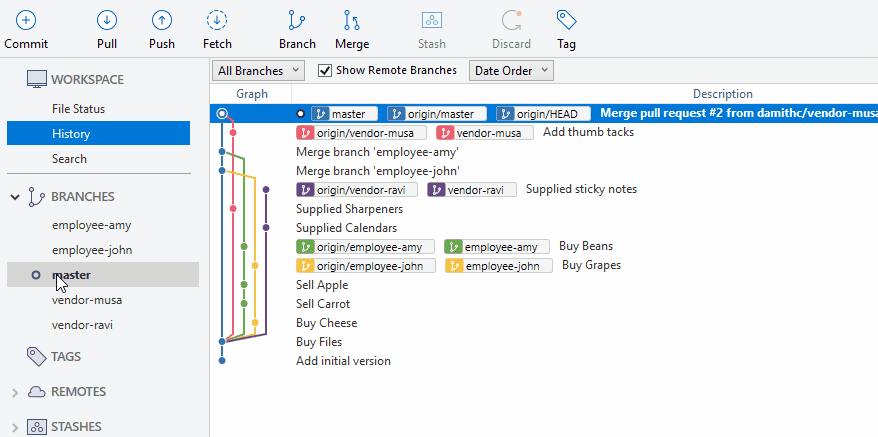 Commit Pull Push Fetch Branch Merge Stash Discard Tag
WORKSPACE
File Status
History
Search
BRANCHES
employee-amy
employee-john
master
vendor-musa
vendor-ravi
TAGS
REMOTES
STASHES
All Branches Show Remote Branches Date Order
Graph Description
master origin/master origin/HEAD Merge pull request #2 from damithc/vendor-musa
origin/vendor-musa vendor-musa Add thumb tacks
Merge branch 'employee-amy'
Merge branch 'employee-john'
origin/vendor-ravi vendor-ravi Supplied sticky notes
Supplied Sharpeners
Supplied Calendars
origin/employee-amy employee-amy Buy Beans
origin/employee-john employee-john Buy Grapes
Sell Apple
Sell Carrot
Buy Cheese
Buy Files
Add initial version